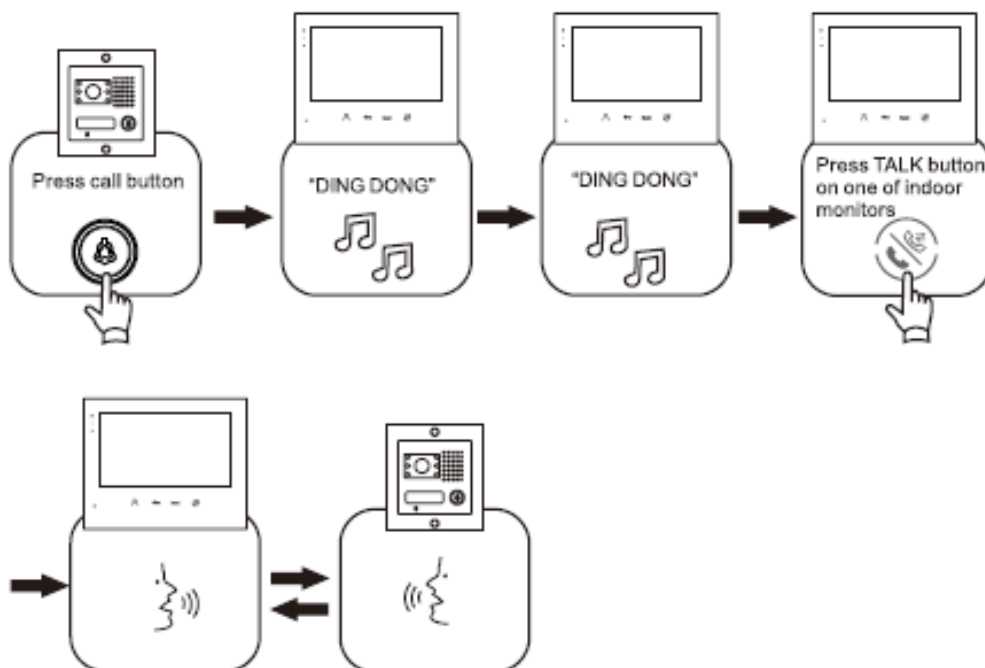 Press call button
"DING DONG"
"DING DONG"
Press TALK button
on one of indoor
monitors